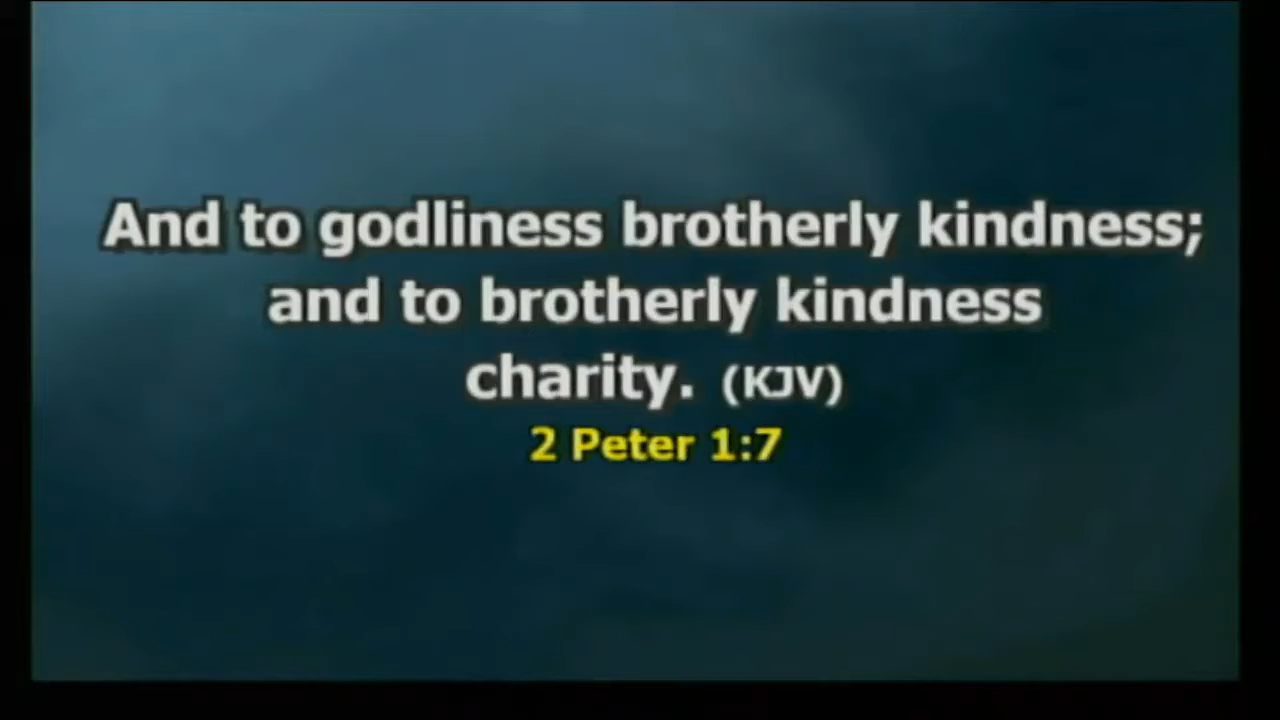 And to godliness brotherly kindness;
and to brotherly kindness
charity. (KJV)
2 Peter 1:7